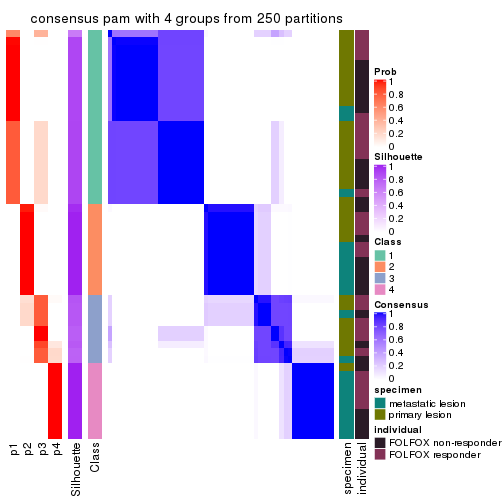 consensus pam with 4 groups from 250 partitions
Prob
1
0.8
0.6
0.4
0.2
0
Silhouette
1
0.8
0.6
0.4
0.2
0
Class
1
2
3
4
Consensus
1
0.8
0.6
0.4
0.2
0
specimen
metastatic lesion
primary lesion
individual
FOLFOX non-responder
FOLFOX responder
p1
p2
p3
p4
Silhouette
Class
specimen
individual